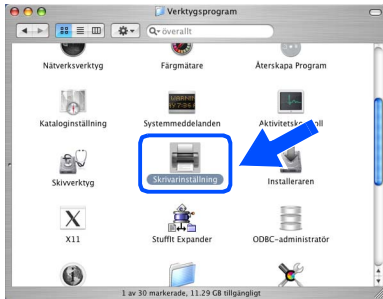 Verktygsprogram
överallt
Nätverksverktyg
Färgmätare
Återskapa Program
Kataloginställning
Systemmeddelanden
Skivverktyg
Skrivarinställning
Installeraren
X11
StuffIt Expander
ODBC-administratör
1 av 30 markerade, 11.29 GB tillgängligt